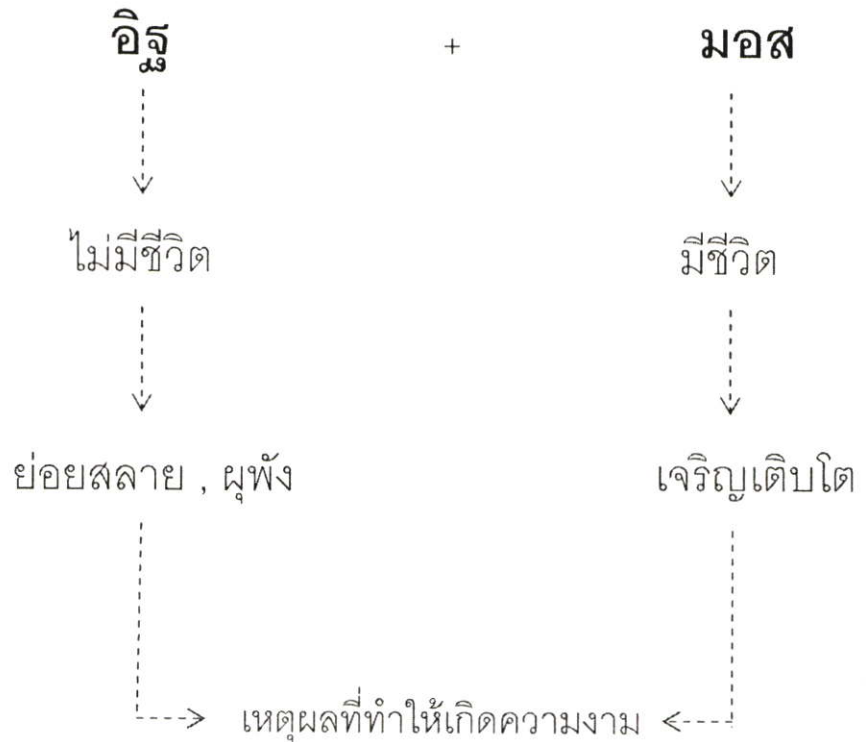 อิฐ + มอส
ไม่มีชีวิต มีชีวิต
ย่อยสลาย , ผุพัง เจริญเติบโต
เหตุผลที่ทำให้เกิดความงาม